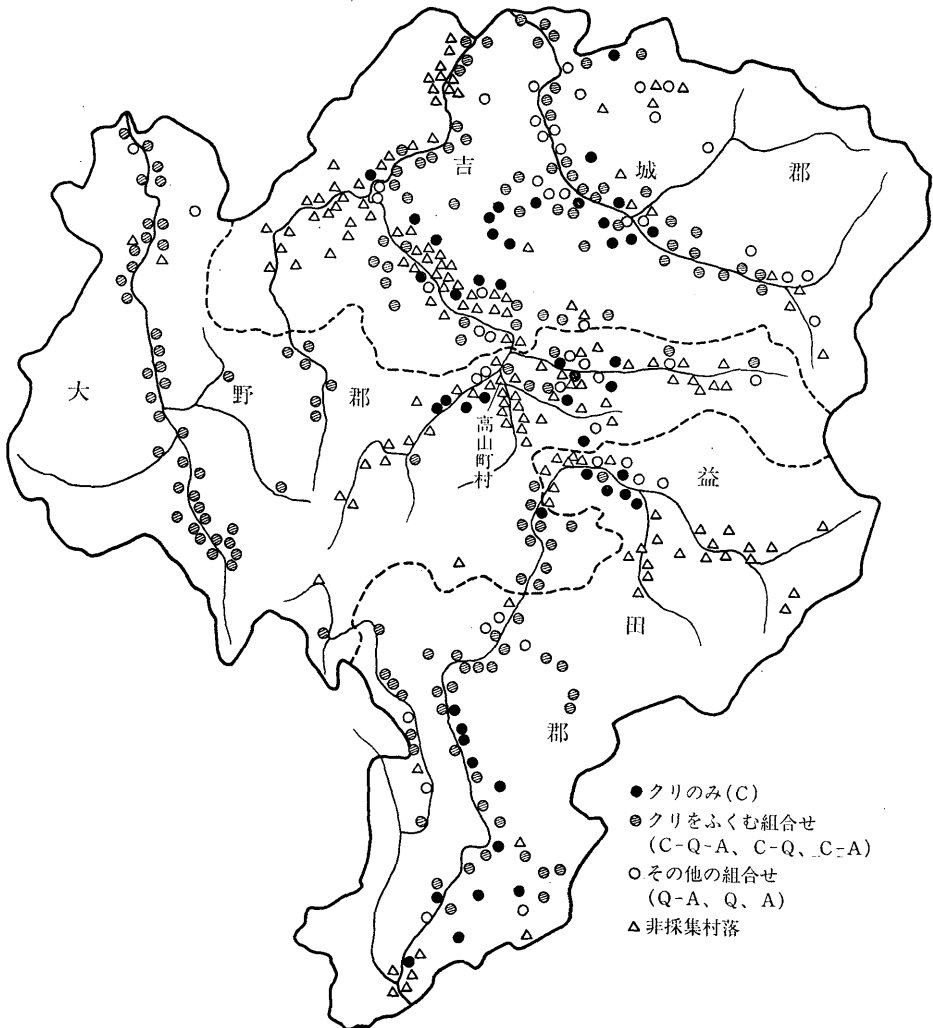 吉城郡
大野郡
高山町村
益田郡
クリのみ(C)
クリをふくむ組合せ
(C-Q-A、C-Q、C-A)
その他の組合せ
(Q-A、Q、A)
非採集村落